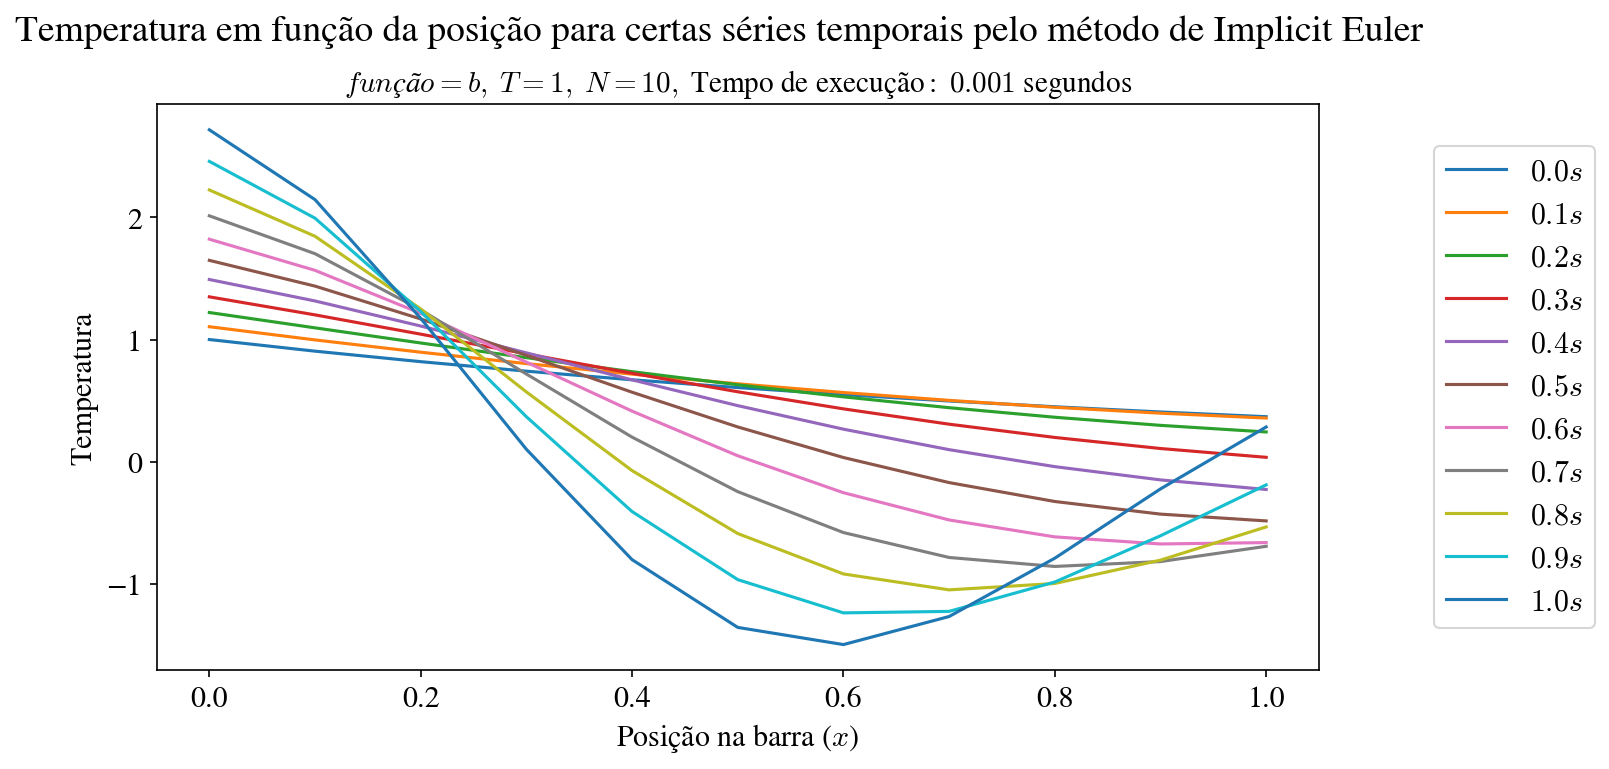 Temperatura em função da posição para certas séries temporais pelo método de Implicit Euler
função = b, T = 1, N = 10, Tempo de execução: 0.001 segundos
2
1
0
−1
Temperatura
0.0 0.2 0.4 0.6 0.8 1.0
Posição na barra (x)
0.0s
0.1s
0.2s
0.3s
0.4s
0.5s
0.6s
0.7s
0.8s
0.9s
1.0s